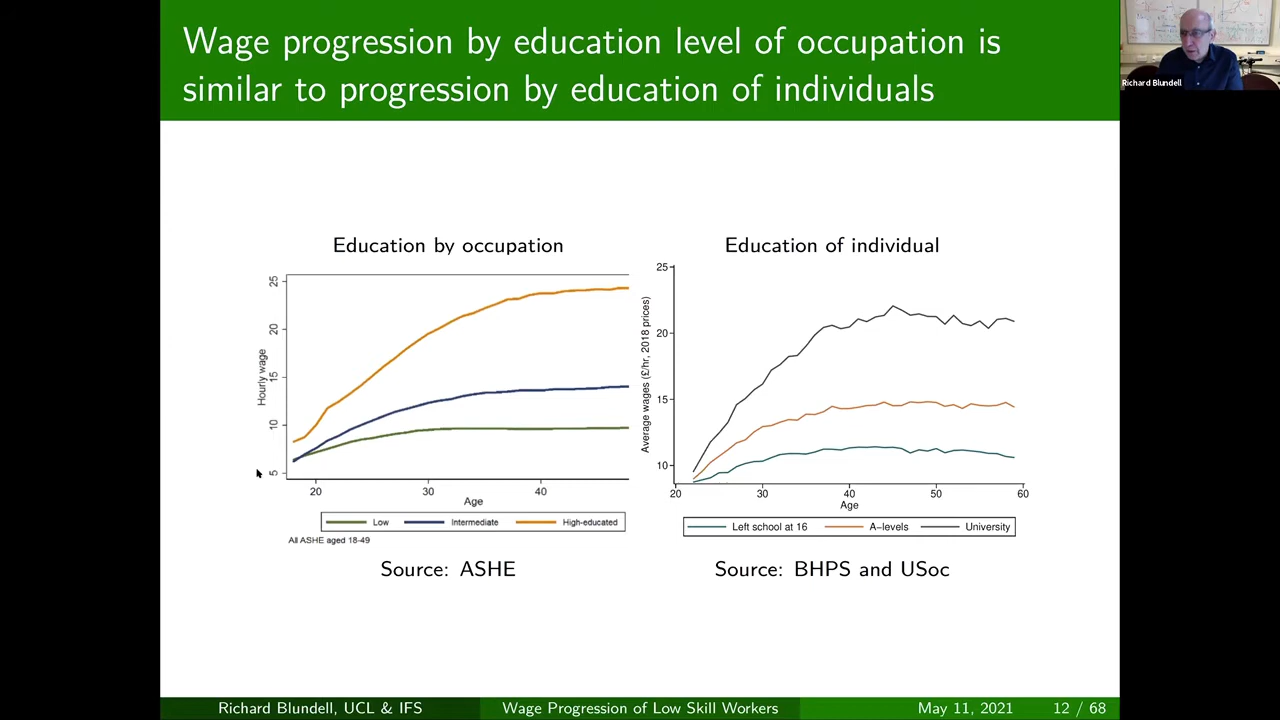 Wage progression by education level of occupation is
similar to progression by education of individuals
Richard Blundell
Education by occupation
25
20
15
10
5
Hourly wage
20 30 40
Age
Low Intermediate High-educated
All ASHE aged 18-49
Source: ASHE
Education of individual
25
20
15
10
Average wages (£/hr, 2018 prices)
20 30 40 50 60
Age
Left school at 16 A-levels University
Source: BHPS and USoc
Richard Blundell, UCL & IFS Wage Progression of Low Skill Workers May 11, 2021 12 / 68